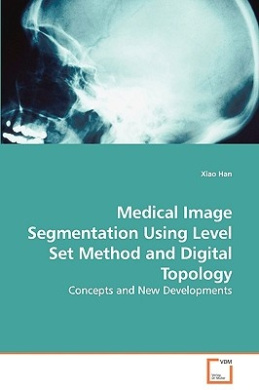 Xiao Han
Medical Image
Segmentation Using Level
Set Method and Digital
Topology
Concepts and New Developments
VDM